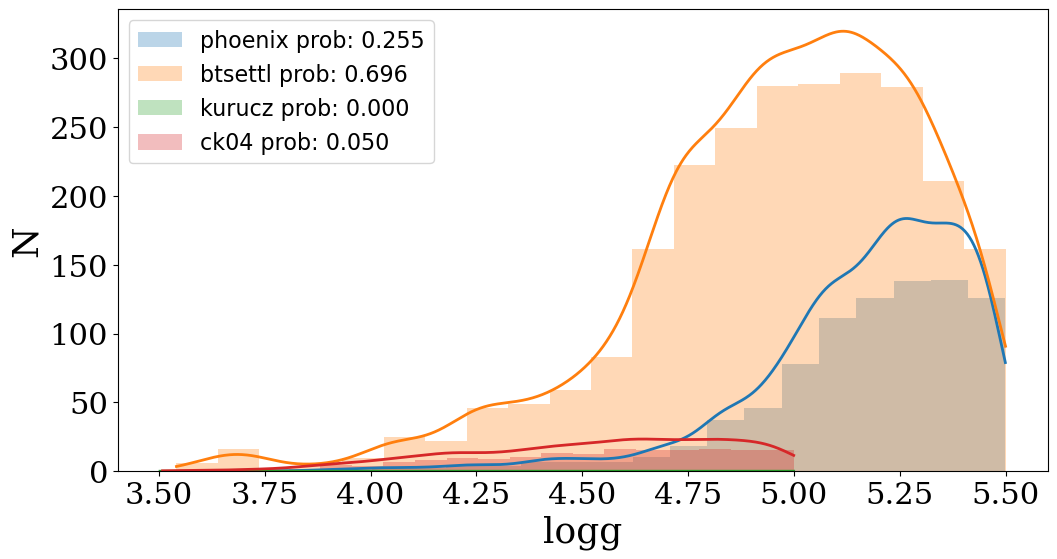 phoenix prob: 0.255
btsettl prob: 0.696
kurucz prob: 0.000
ck04 prob: 0.050
N
300
250
200
150
100
50
0
3.50 3.75 4.00 4.25 4.50 4.75 5.00 5.25 5.50
logg